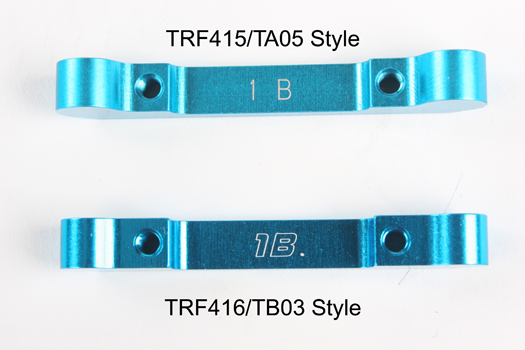 TRF415/TA05 Style
1 B
1B.
TRF416/TB03 Style